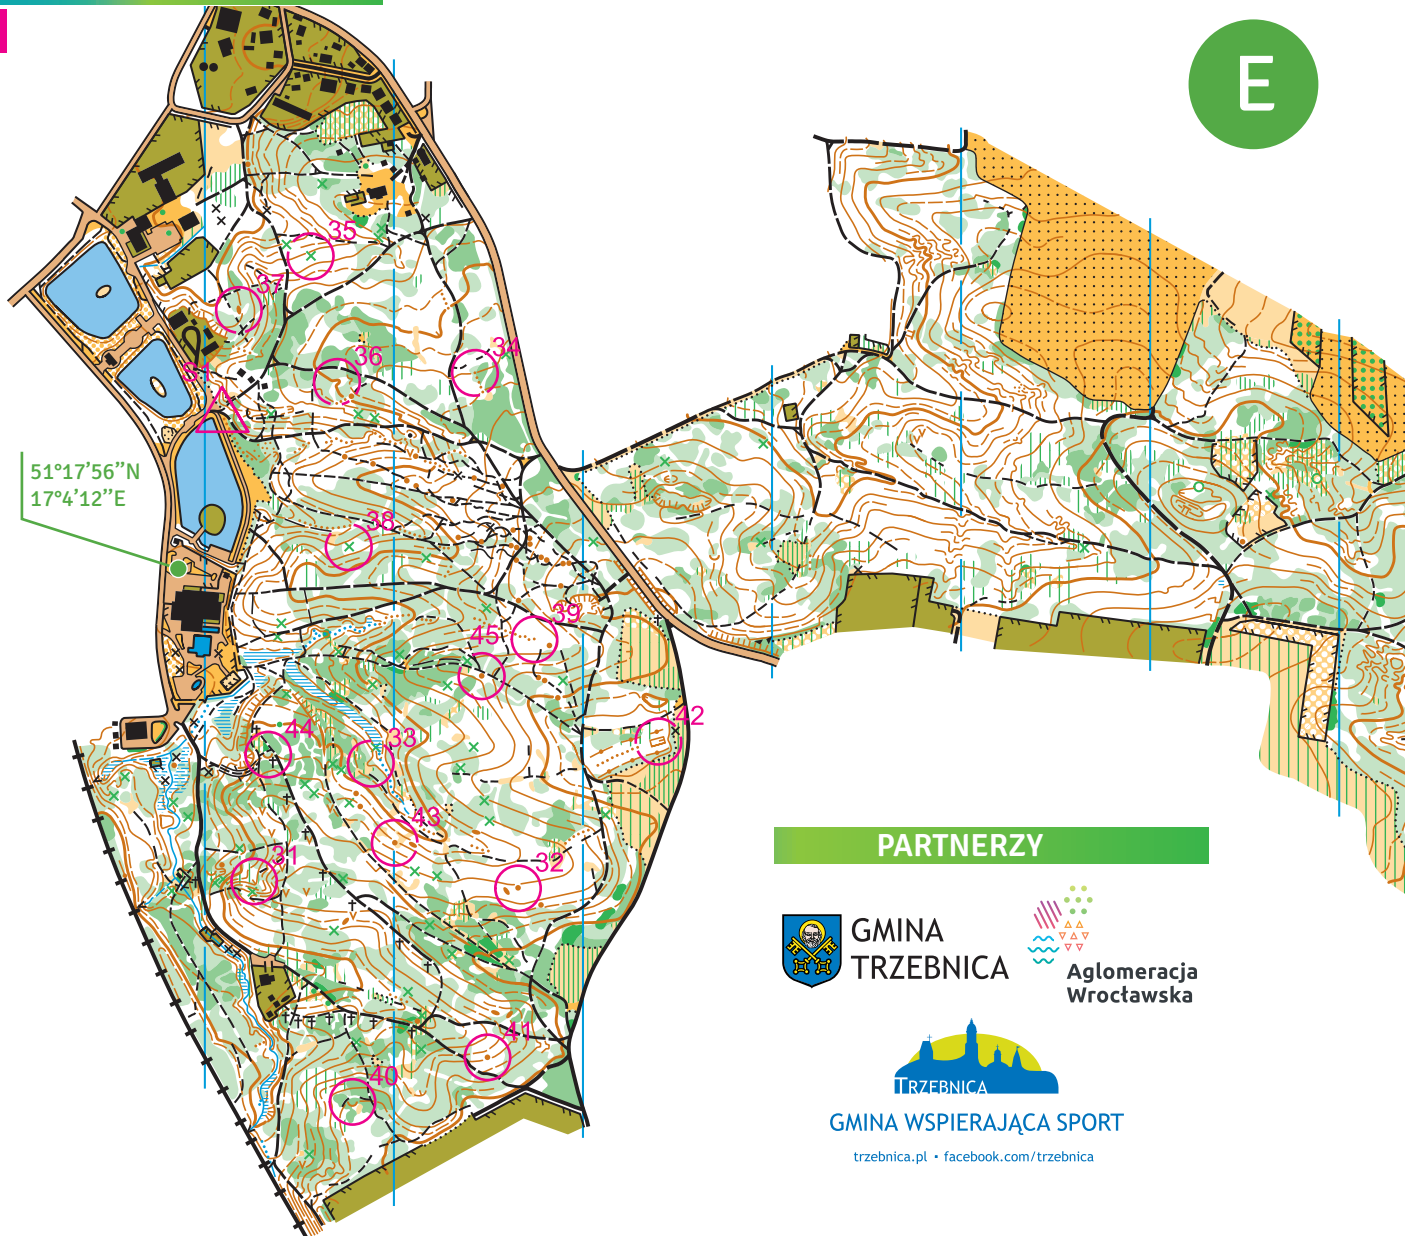 E
35
37
36
34
S1
51°17’56’’N
17°4’12’’E
38
39
45
42
44
33
43
31
32
41
40
PARTNERZY
GMINA
TRZEBNICA
Aglomeracja
Wrocławska
TRZEBNICA
GMINA WSPIERAJĄCA SPORT
trzebnica.pl ▪ facebook.com/trzebnica